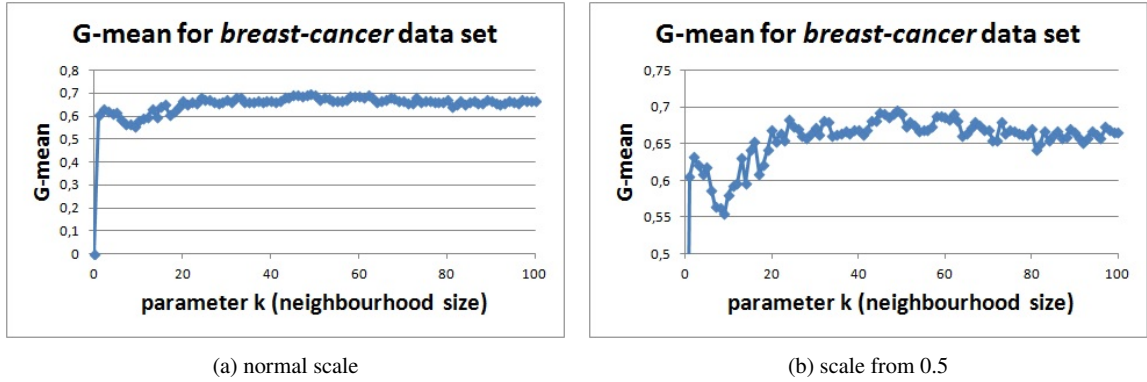 G-mean for breast-cancer data set
0,8
0,7
0,6
0,5
0,4
0,3
0,2
0,1
0
G-mean
0 20 40 60 80 100
parameter k (neighbourhood size)
(a) normal scale
G-mean for breast-cancer data set
0,75
0,7
0,65
0,6
0,55
0,5
G-mean
0 20 40 60 80 100
parameter k (neighbourhood size)
(b) scale from 0.5